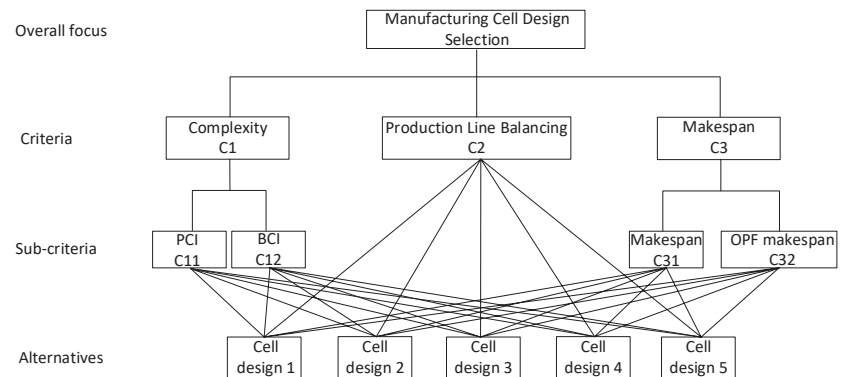 Overall focus
Manufacturing Cell Design
Selection
Criteria
Complexity
C1
Production Line Balancing
C2
Makespan
C3
Sub-criteria
PCI
C11
BCI
C12
Makespan
C31
OPF makespan
C32
Alternatives
Cell
design 1
Cell
design 2
Cell
design 3
Cell
design 4
Cell
design 5